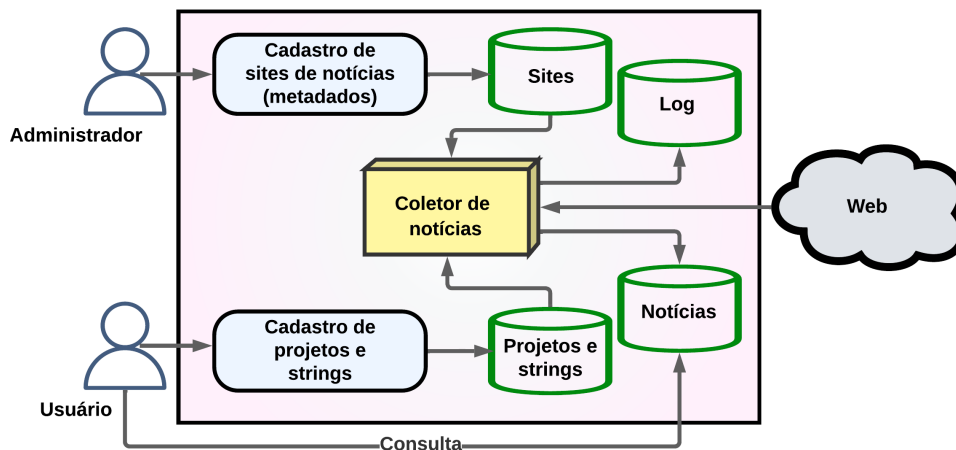 Cadastro de
sites de notícias
(metadados)
Sites
Log
Administrador
Coletor de
notícias
Web
Cadastro de
projetos e
strings
Projetos e
strings
Notícias
Usuário
Consulta